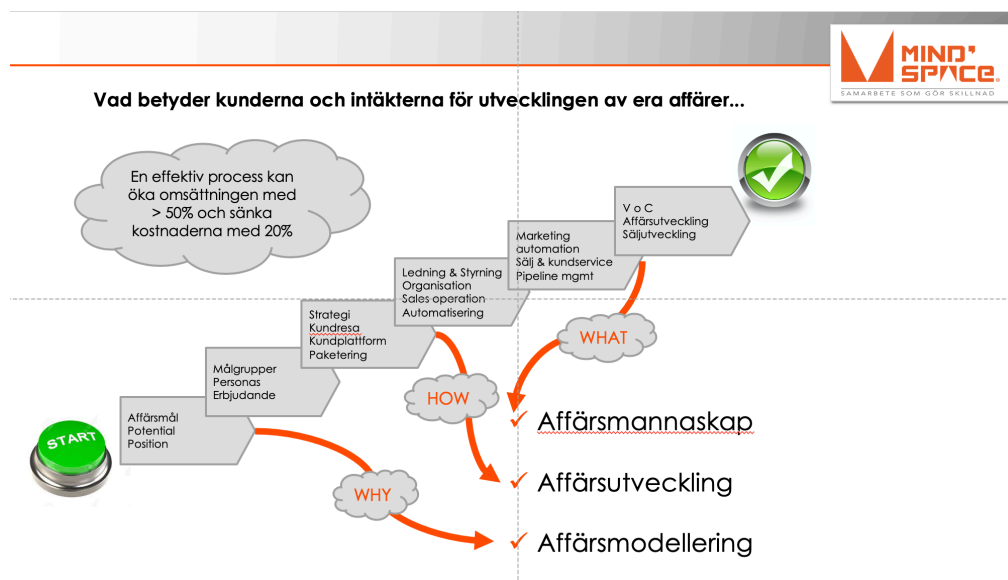 MIND'
SPACE®
SAMARBETE SOM GÖR SKILLNAD
Vad betyder kunderna och intäkterna för utvecklingen av era affärer...
En effektiv process kan
öka omsättningen med
> 50% och sänka
kostnaderna med 20%
V o C
Affärsutveckling
Säljutveckling
Marketing
automation
Sälj & kundservice
Pipeline mgmt
Ledning & Styrning
Organisation
Sales operation
Automatisering
Strategi
Kundresa
Kundplattform
Paketering
Målgrupper
Personas
Erbjudande
Affärsmål
Potential
Position
START
WHAT
HOW
WHY
Affärsmannaskap
Affärsutveckling
Affärsmodellering